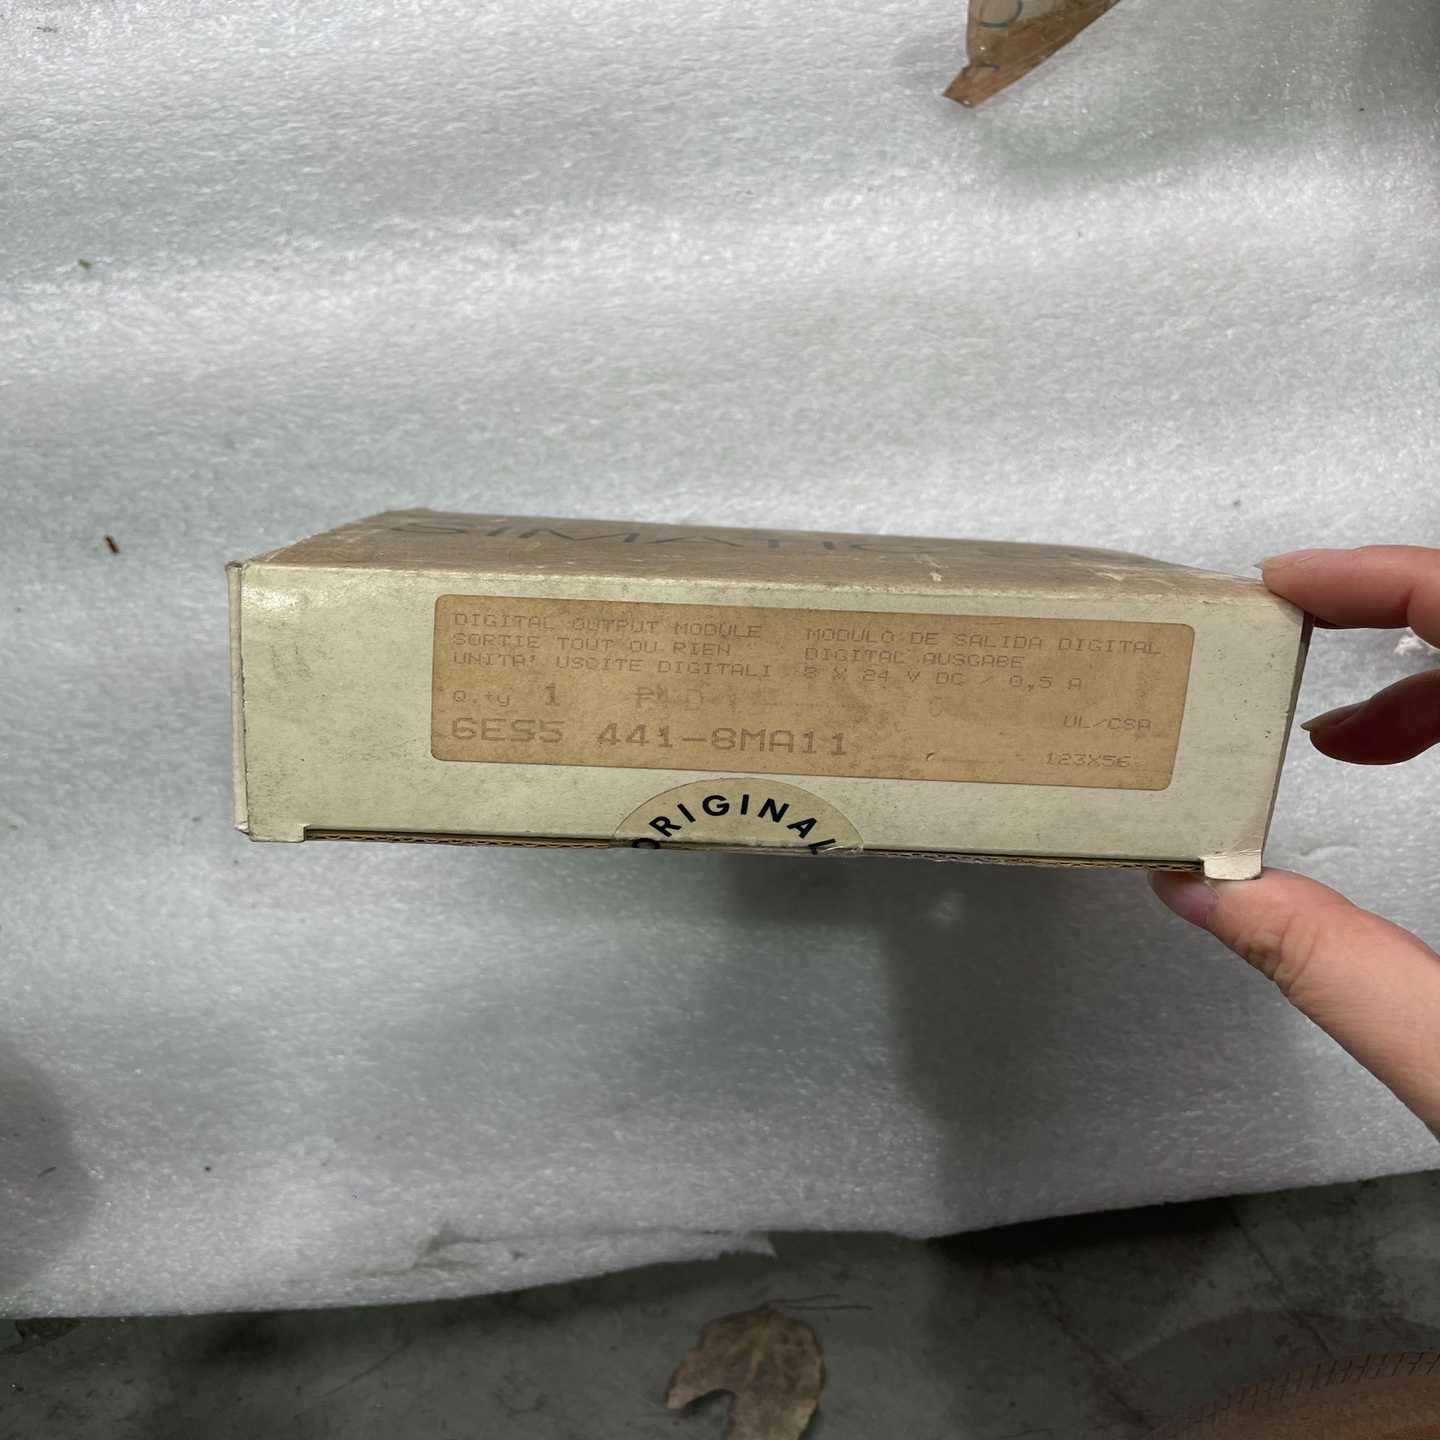 SIMATIC
DIGITAL OUTPUT MODULE MODULO DE SALIDA DIGITAL
SORTIE TOUT OU RIEN DIGITAL AUSGABE
UNITA' USCITE DIGITALI 8 X 24 V DC / 0,5 A
Q.ty 1
UL/CSA
6ES5 441-8MA11
123X56
ORIGINAL